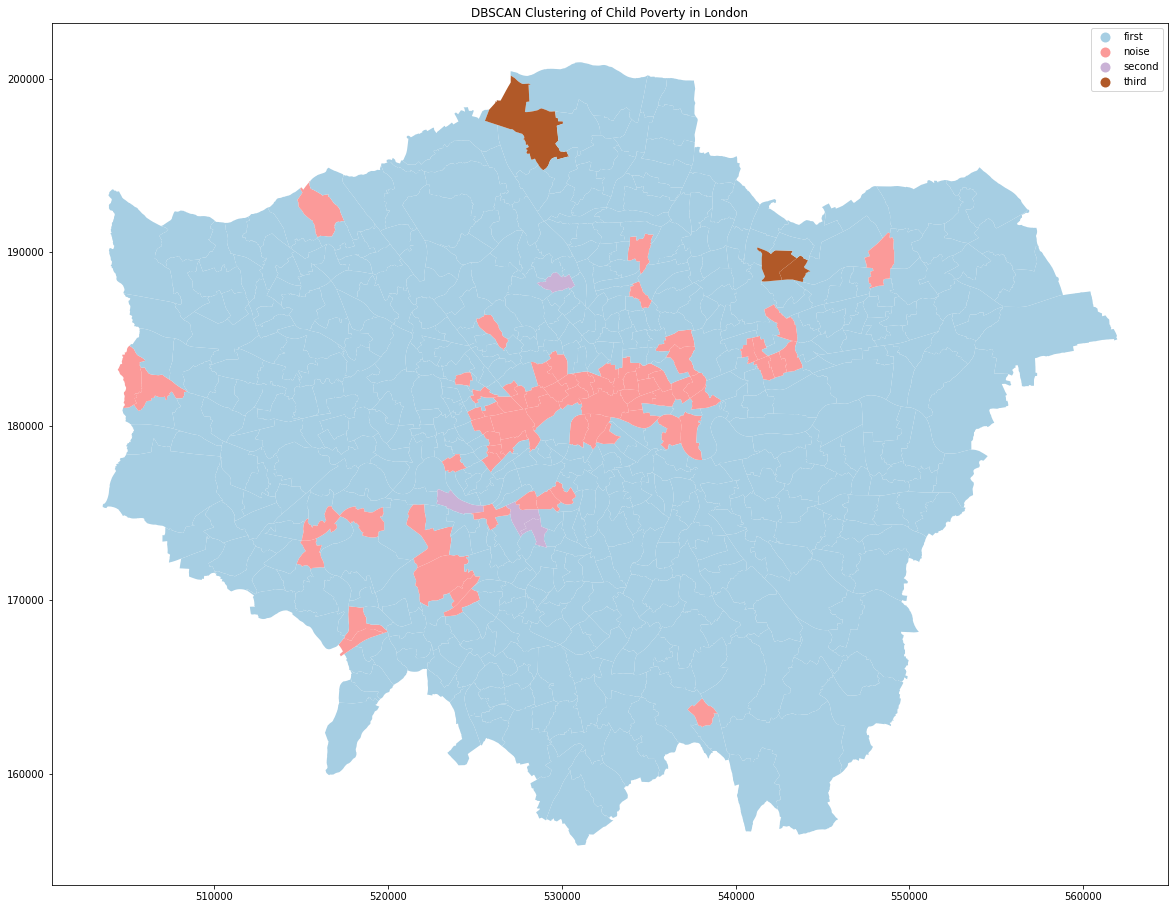 DBSCAN Clustering of Child Poverty in London
first
noise
second
third
200000
190000
180000
170000
160000
510000 520000 530000 540000 550000 560000